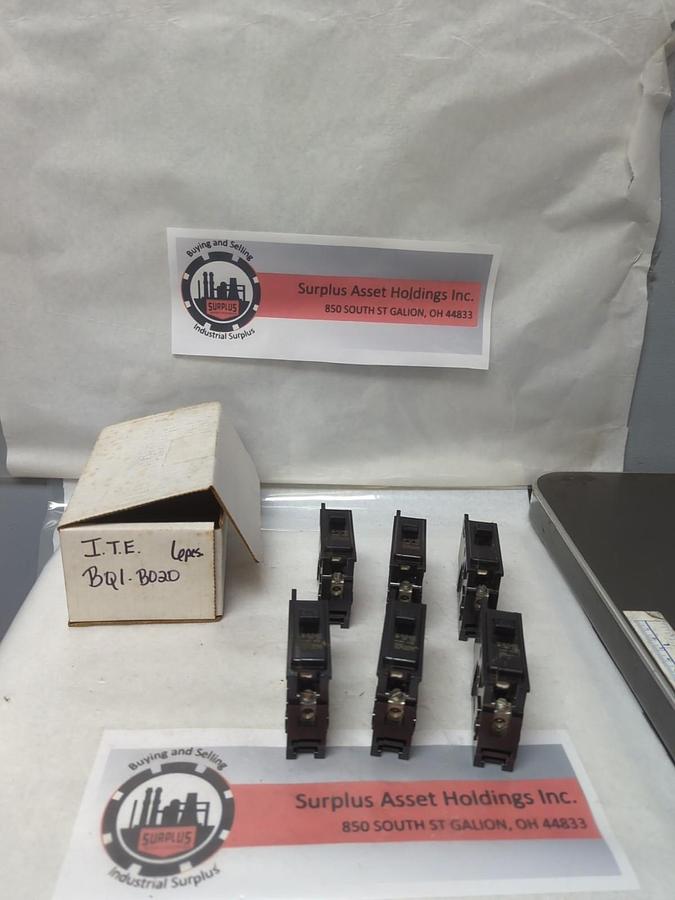 Buying and Selling
SURPLUS
Industrial Surplus
Surplus Asset Holdings Inc.
850 SOUTH ST GALION, OH 44833
I.T.E. 6pcs.
BQ1-B020
Buying and Selling
SURPLUS
Industrial Surplus
Surplus Asset Holdings Inc.
850 SOUTH ST GALION, OH 44833